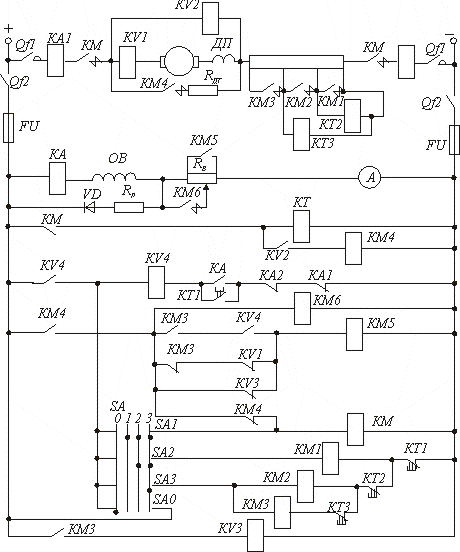 KV2
+
–
Qf1 KA1 KM KV1 ДП KM Qf1
Qf2 KM4 Rдт KM3 KM2 KM1 Qf2
KT2
FU KT3 FU
KM5
KA ОВ Rв A
VD Rр KM6
KM KT
KV2 KM4
KV4 KV4 KA KA2 KA1
KT1 KM6
KM4 KM3 KV4 KM5
KM3 KV1
KV3
KM4
SA KM
0 1 2 3 SA1
SA2 KM1 KT1
SA3 KM2 KT2
SA0 KM3 KT3
KM3 KV3